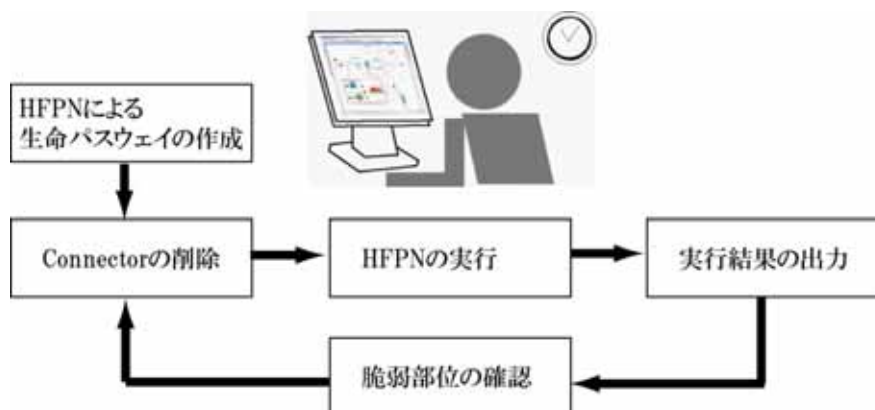 HFPNによる
生命パスウェイの作成
Connectorの削除
HFPNの実行
実行結果の出力
脆弱部位の確認